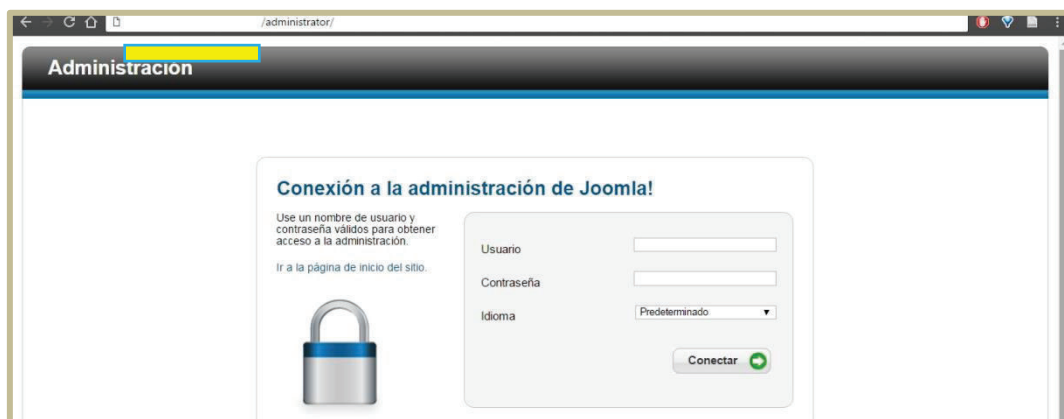 /administrator/
Administración
Conexión a la administración de Joomla!
Use un nombre de usuario y
contraseña válidos para obtener
acceso a la administración.
Ir a la página de inicio del sitio.
Usuario
Contraseña
Idioma
Predeterminado
Conectar